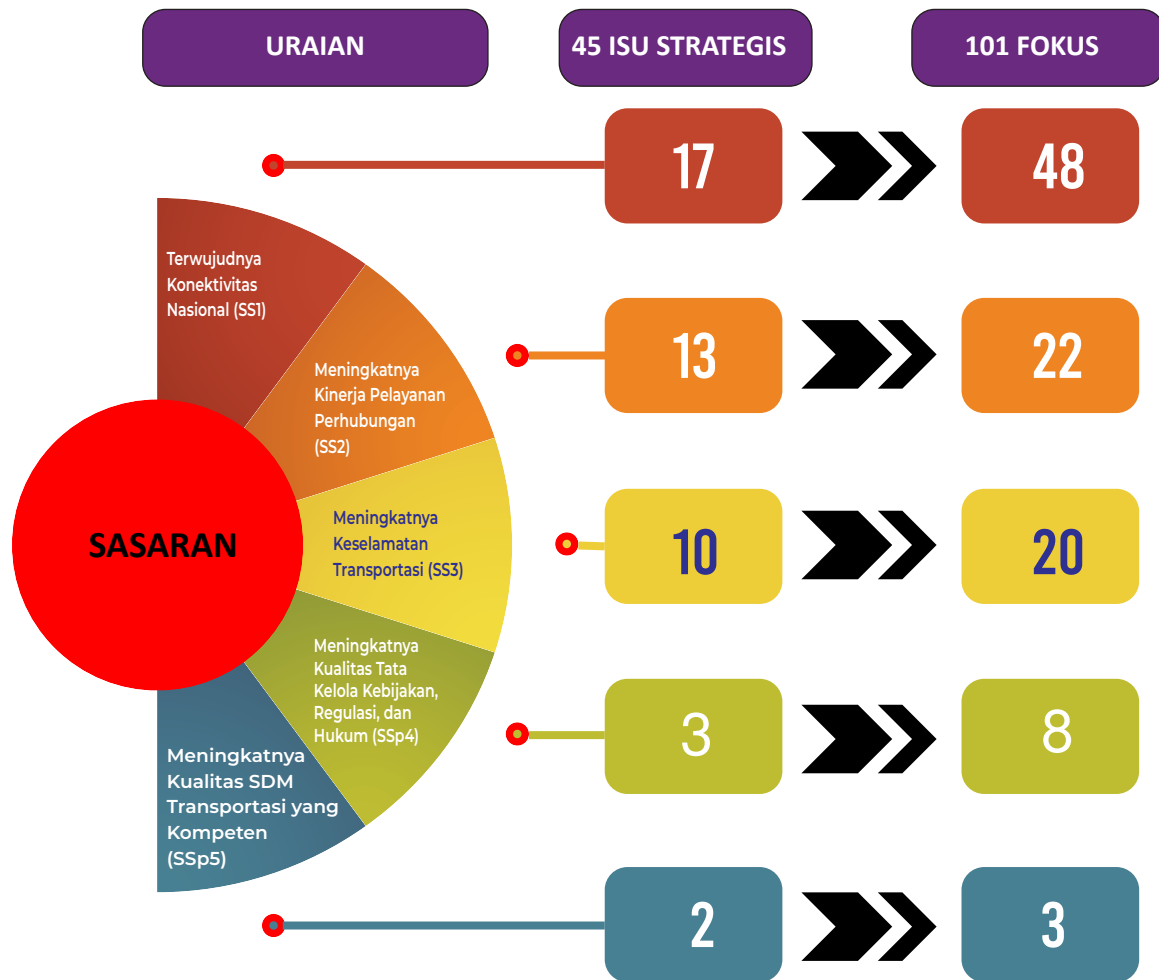 URAIAN
45 ISU STRATEGIS
101 FOKUS
17
48
Terwujudnya
Konektivitas
Nasional (SS1)
13
22
Meningkatnya
Kinerja Pelayanan
Perhubungan
(SS2)
SASARAN
10
20
Meningkatnya
Keselamatan
Transportasi (SS3)
3
8
Meningkatnya
Kualitas Tata
Kelola Kebijakan,
Regulasi, dan
Hukum (SSp4)
Meningkatnya
Kualitas SDM
Transportasi yang
Kompeten
(SSp5)
2
3